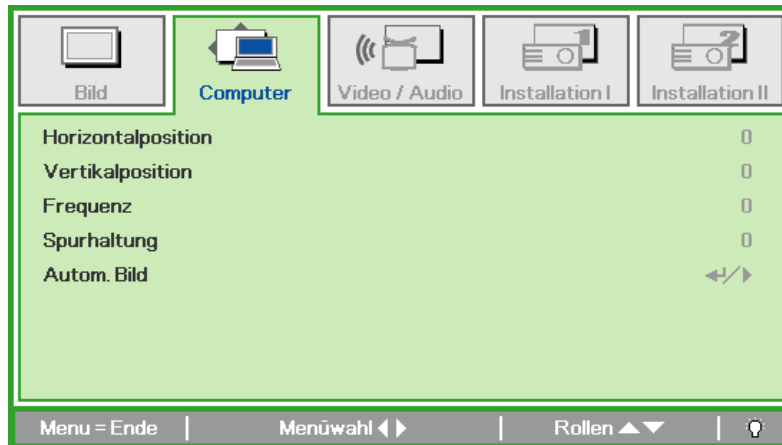 Bild
Computer
Video / Audio
Installation I
Installation II
Horizontalposition 0
Vertikalposition 0
Frequenz 0
Spurhaltung 0
Autom. Bild
Menu = Ende
Menūwahl
Rollen